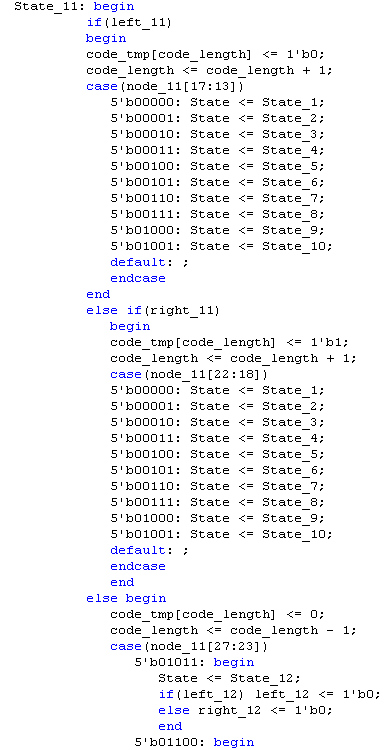 State_11: begin
if(left_11)
begin
code_tmp[code_length] <= 1'b0;
code_length <= code_length + 1;
case(node_11[17:13])
5'b00000: State <= State_1;
5'b00001: State <= State_2;
5'b00010: State <= State_3;
5'b00011: State <= State_4;
5'b00100: State <= State_5;
5'b00101: State <= State_6;
5'b00110: State <= State_7;
5'b00111: State <= State_8;
5'b01000: State <= State_9;
5'b01001: State <= State_10;
default: ;
endcase
end
else if(right_11)
begin
code_tmp[code_length] <= 1'b1;
code_length <= code_length + 1;
case(node_11[22:18])
5'b00000: State <= State_1;
5'b00001: State <= State_2;
5'b00010: State <= State_3;
5'b00011: State <= State_4;
5'b00100: State <= State_5;
5'b00101: State <= State_6;
5'b00110: State <= State_7;
5'b00111: State <= State_8;
5'b01000: State <= State_9;
5'b01001: State <= State_10;
default: ;
endcase
end
else begin
code_tmp[code_length] <= 0;
code_length <= code_length - 1;
case(node_11[27:23])
5'b01011: begin
State <= State_12;
if(left_12) left_12 <= 1'b0;
else right_12 <= 1'b0;
end
5'b01100: begin